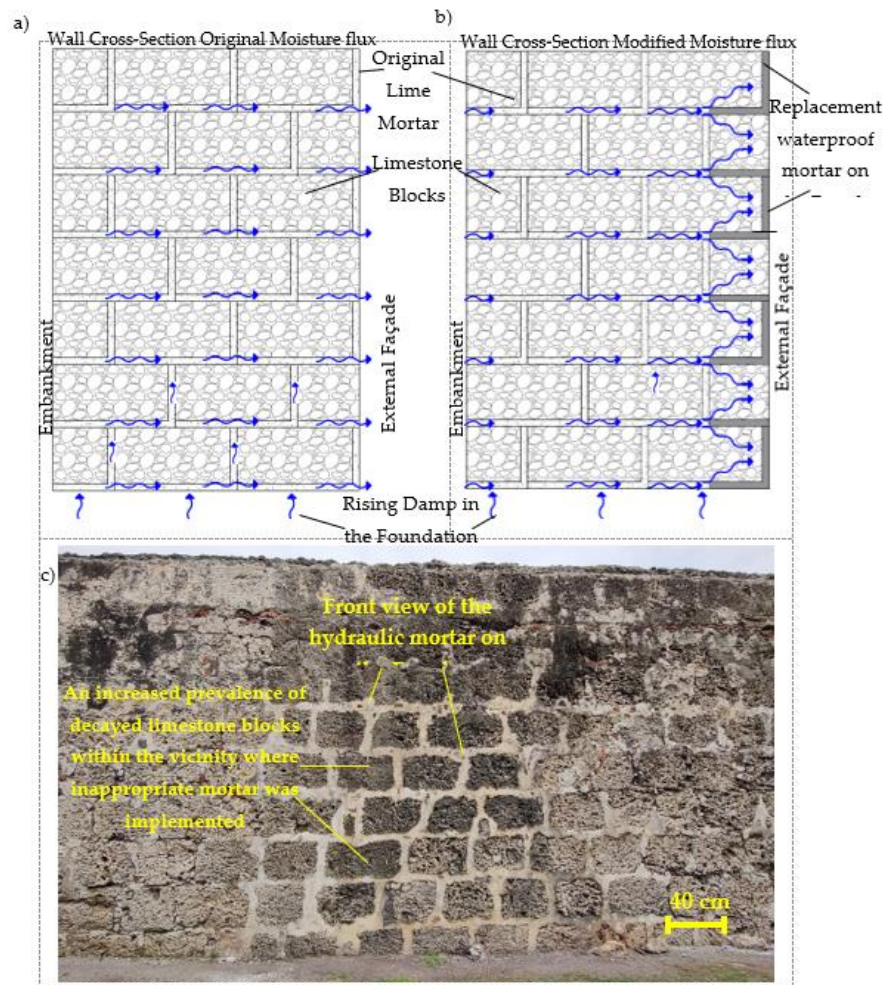 a)
b)
Wall Cross-Section Original Moisture flux
Wall Cross-Section Modified Moisture flux
Original
Lime
Mortar
Limestone
Blocks
Replacement
waterproof
mortar on
Embankment
External Façade
Embankment
External Façade
Rising Damp in
the Foundation
c)
Front view of the
hydraulic mortar on
An increased prevalence of
decayed limestone blocks
within the vicinity where
inappropriate mortar was
implemented
40 cm